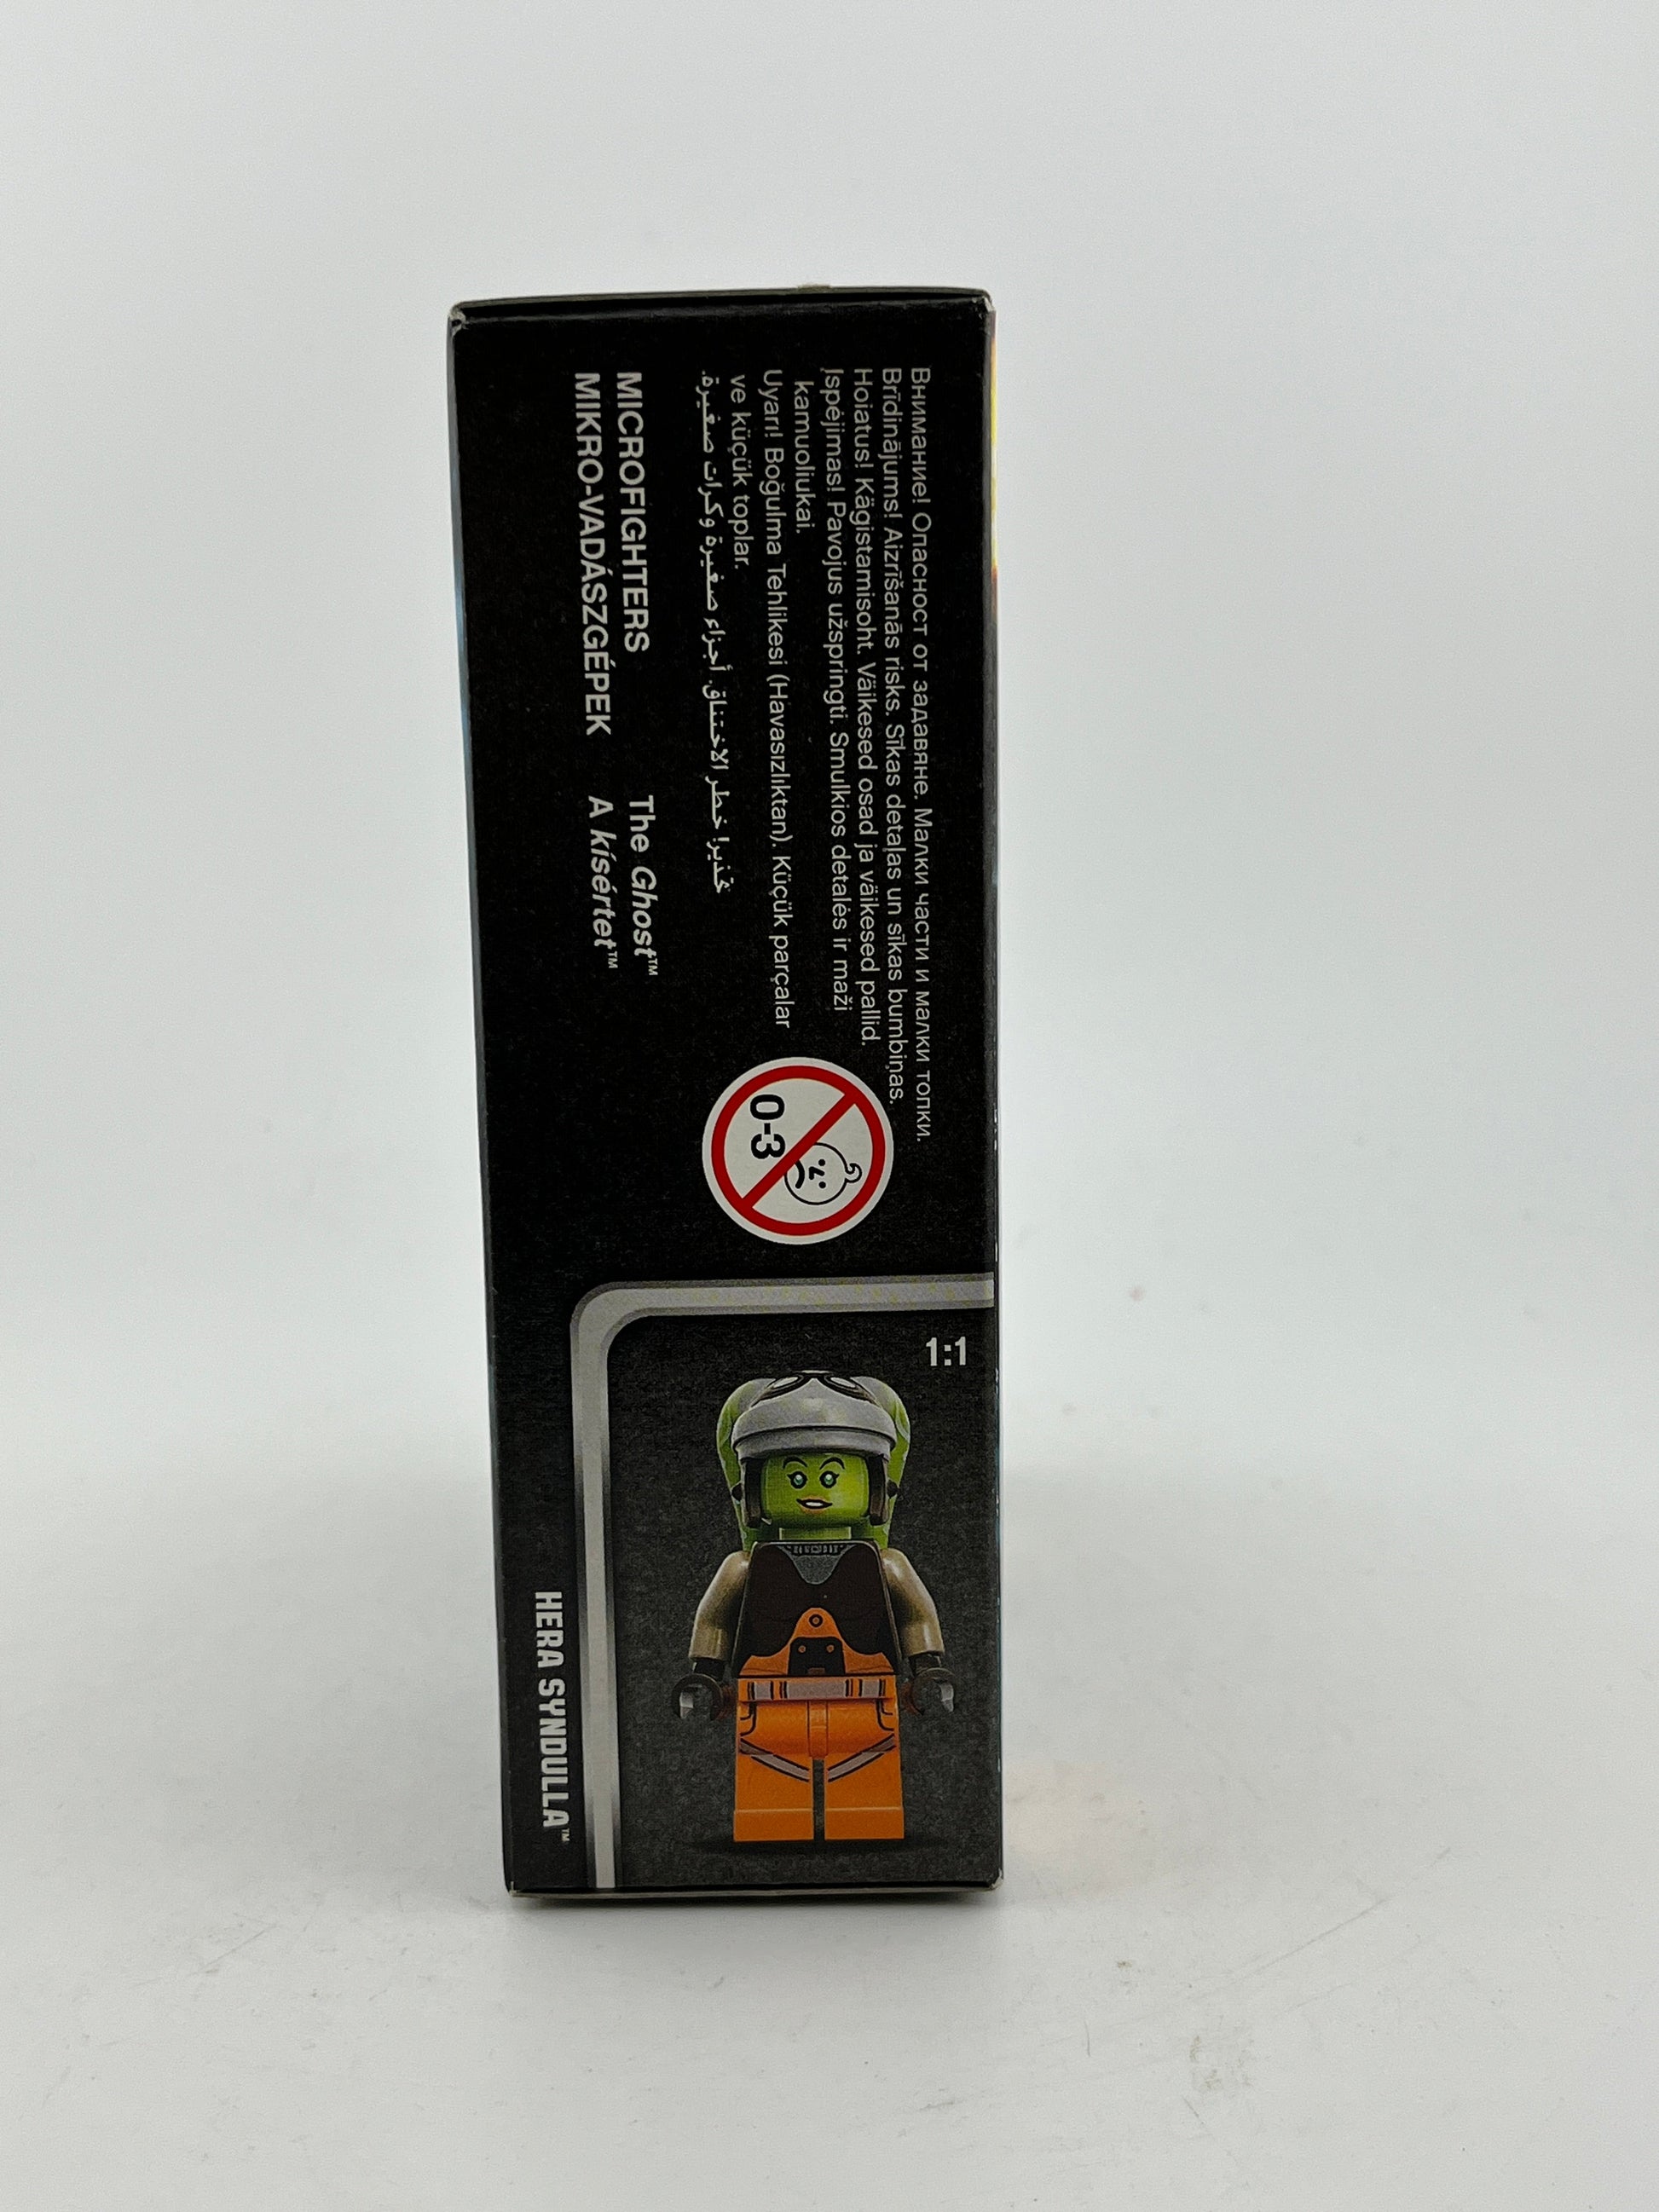 Внимание! Опасност от задавяне. Малки части и малки топки.
Brīdinājums! Aizrīšanās risks. Sīkas detaļas un sīkas bumbiņas.
Hoiatus! Kägistamisoht. Väikesed osad ja väikesed pallid.
Įspėjimas! Pavojus užspringti. Smulkios detalės ir maži
kamuoliukai.
Uyarı! Boğulma Tehlikesi (Havasızlıktan). Küçük parçalar
ve küçük toplar.
تحذير! خطر الاختناق. أجزاء صغيرة وكرات صغيرة.
MICROFIGHTERS The Ghost™
MIKRO-VADÁSZGÉPEK A kísértet™
0-3
1:1
HERA SYNDULLA™